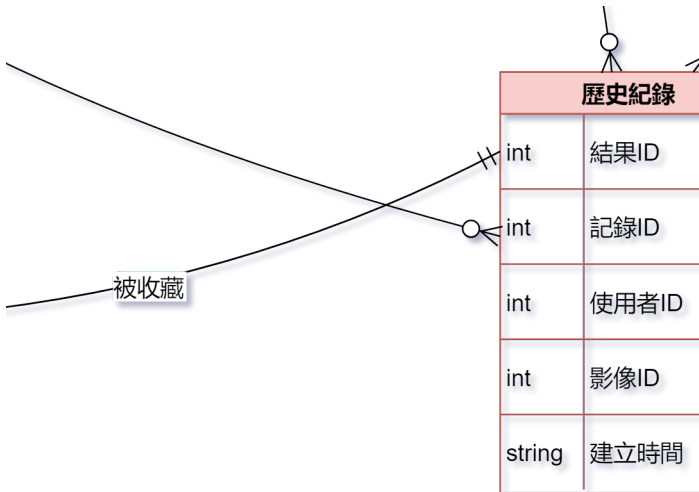 歷史紀錄
int 結果ID
int 記錄ID
被收藏
int 使用者ID
int 影像ID
string 建立時間